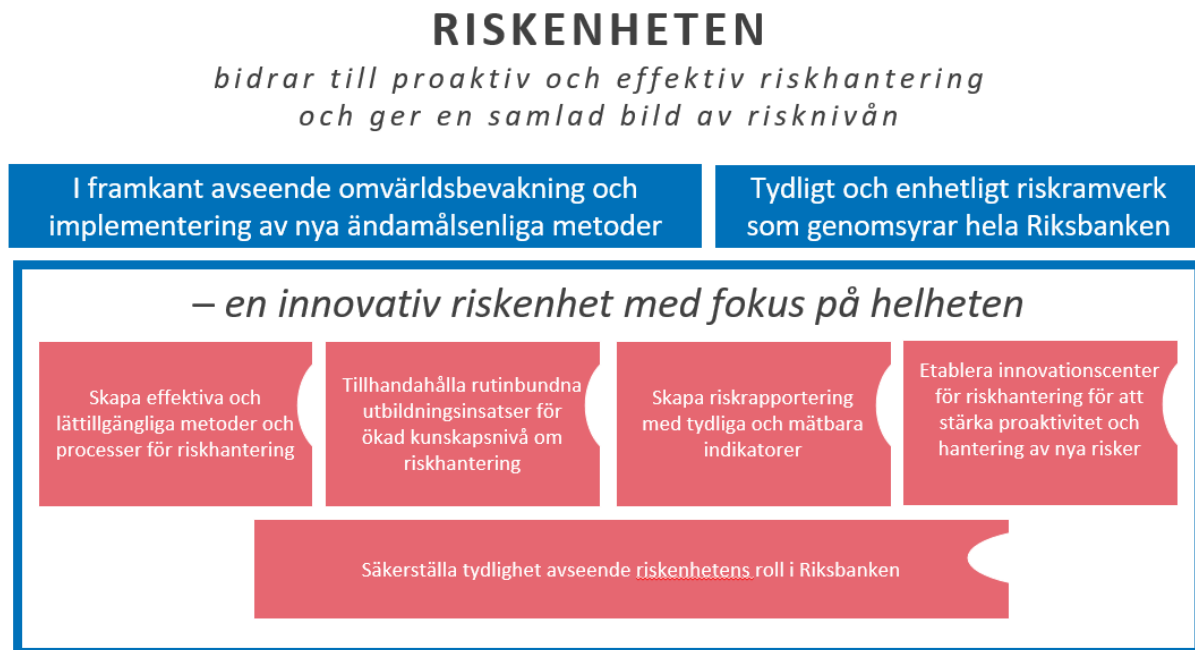 RISKENHETEN
bidrar till proaktiv och effektiv riskhantering
och ger en samlad bild av risknivån
I framkant avseende omvärldsbevakning och
implementering av nya ändamålsenliga metoder
Tydligt och enhetligt riskramverk
som genomsyrar hela Riksbanken
– en innovativ riskenhet med fokus på helheten
Skapa effektiva och
lättillgängliga metoder och
processer för riskhantering
Tillhandahålla rutinbundna
utbildningsinsatser för
ökad kunskapsnivå om
riskhantering
Skapa riskrapportering
med tydliga och mätbara
indikatorer
Etablera innovationscenter
för riskhantering för att
stärka proaktivitet och
hantering av nya risker
Säkerställa tydlighet avseende riskenhetens roll i Riksbanken